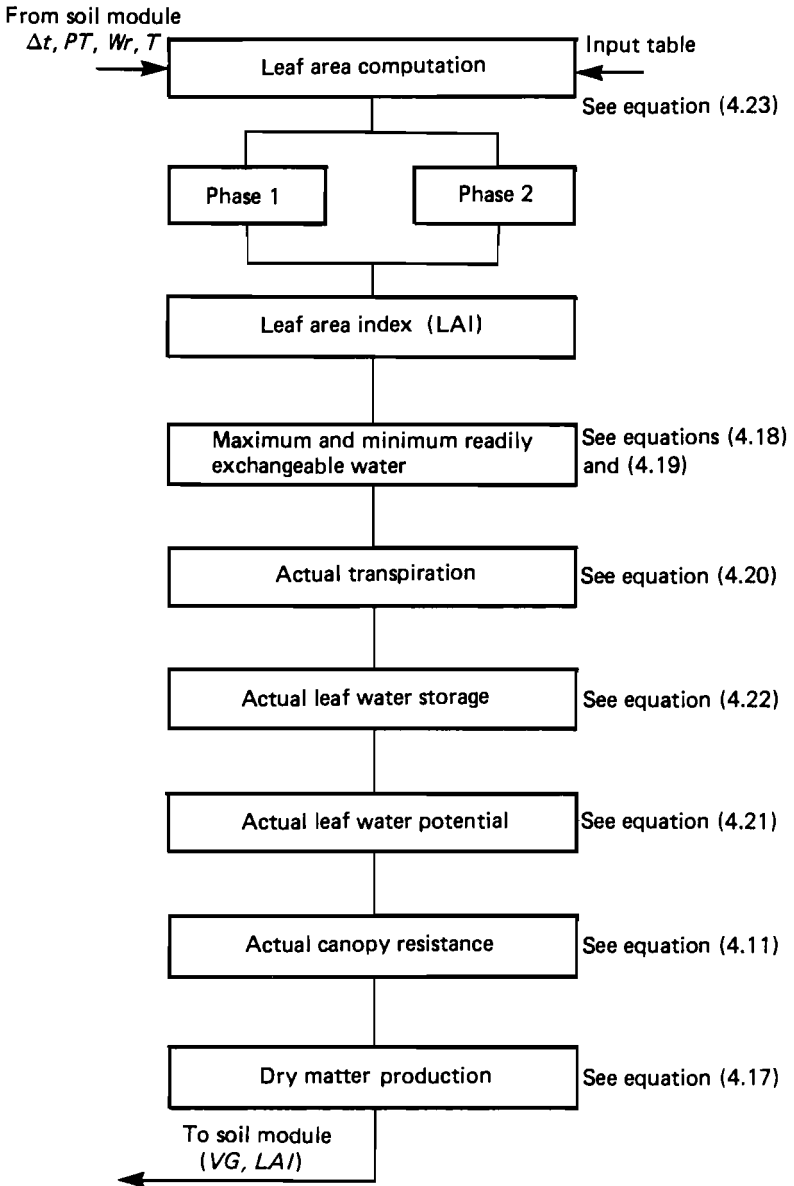 From soil module
Δt, PT, Wr, T
Leaf area computation
Input table
See equation (4.23)
Phase 1
Phase 2
Leaf area index (LAI)
Maximum and minimum readily
exchangeable water
See equations (4.18)
and (4.19)
Actual transpiration
See equation (4.20)
Actual leaf water storage
See equation (4.22)
Actual leaf water potential
See equation (4.21)
Actual canopy resistance
See equation (4.11)
Dry matter production
See equation (4.17)
To soil module
(VG, LAI)